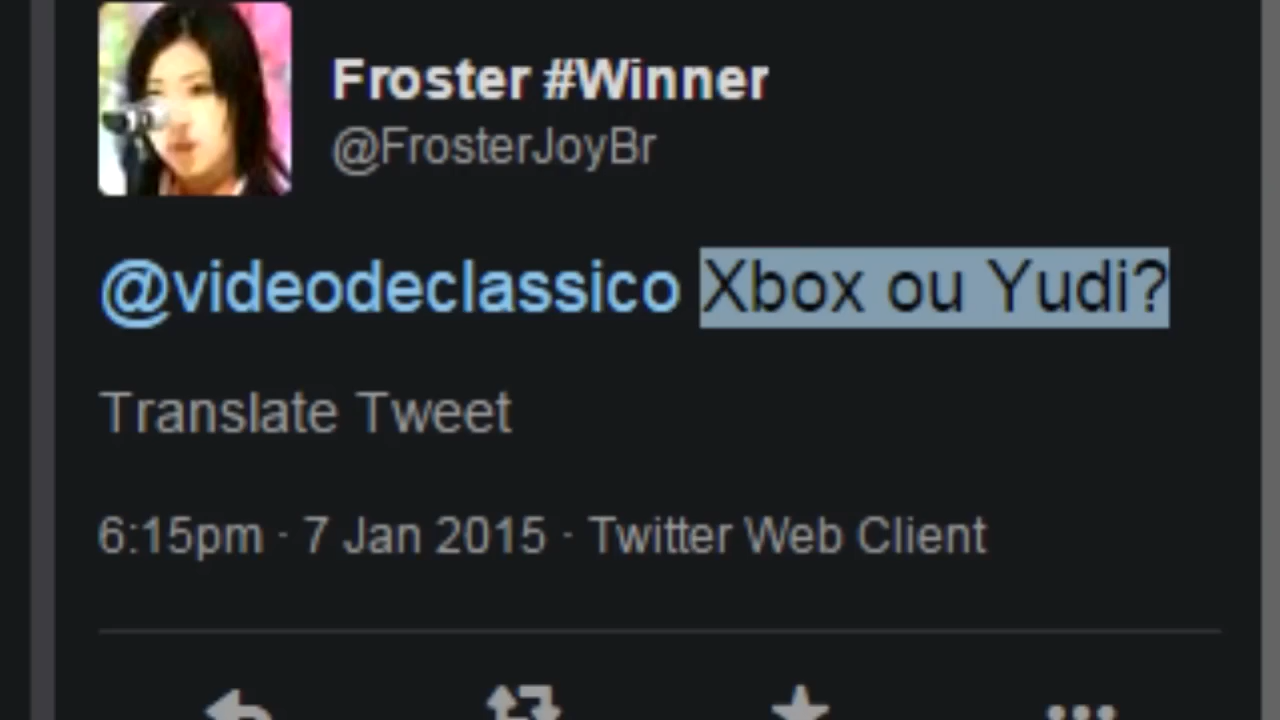 Froster #Winner
@FrosterJoyBr
@videodeclassico Xbox ou Yudi?
Translate Tweet
6:15pm · 7 Jan 2015 · Twitter Web Client